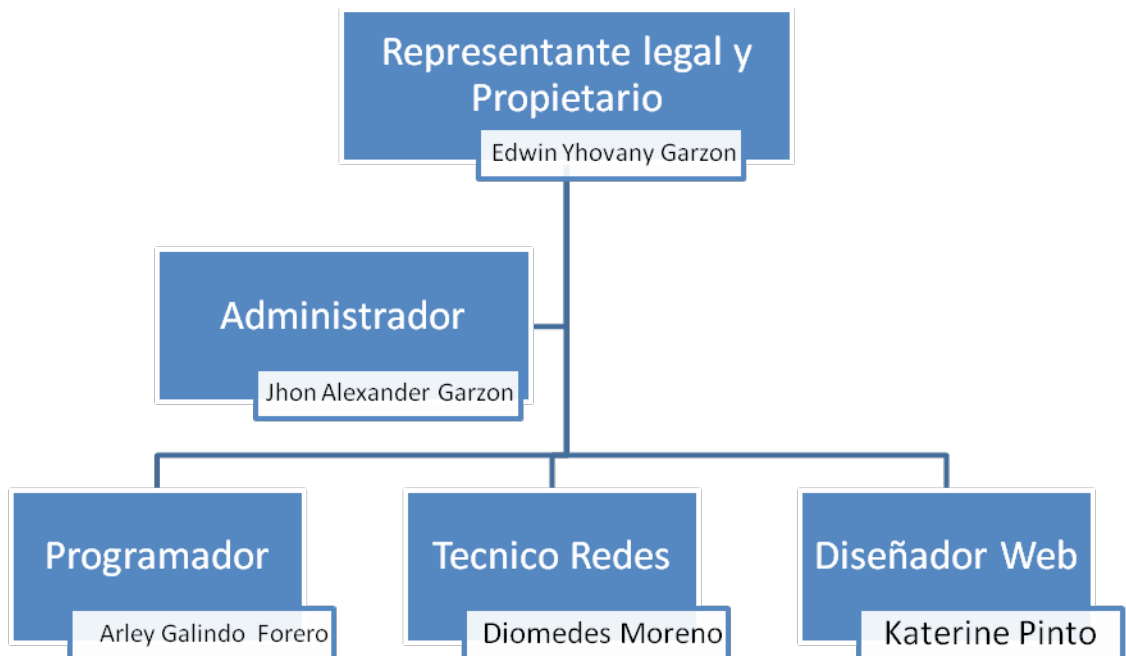 Representante legal y
Propietario
Edwin Yhovany Garzon
Administrador
Jhon Alexander Garzon
Programador
Arley Galindo Forero
Tecnico Redes
Diomedes Moreno
Diseñador Web
Katerine Pinto